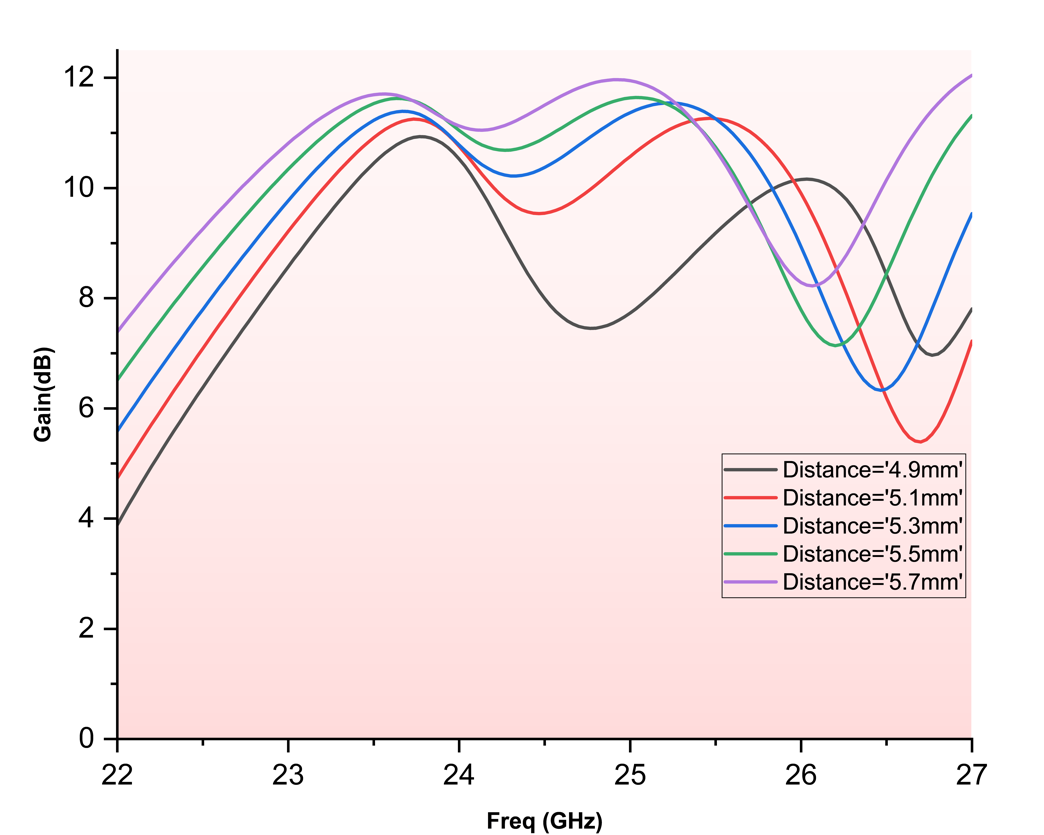 12
10
8
6
4
2
0
Gain(dB)
22 23 24 25 26 27
Freq (GHz)
Distance='4.9mm'
Distance='5.1mm'
Distance='5.3mm'
Distance='5.5mm'
Distance='5.7mm'